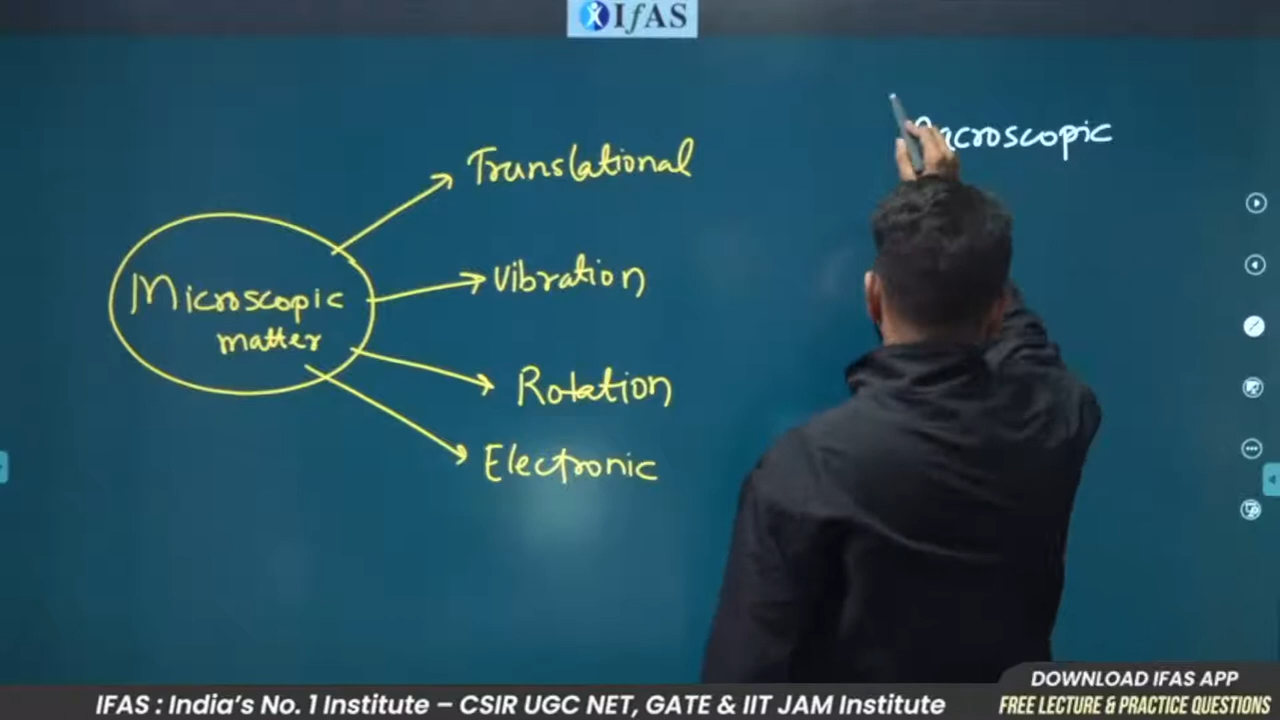 IfAS
Macroscopic
Translational
Vibration
Microscopic
matter
Rotation
Electronic
DOWNLOAD IFAS APP
IFAS : India's No. 1 Institute – CSIR UGC NET, GATE & IIT JAM Institute
FREE LECTURE & PRACTICE QUESTIONS